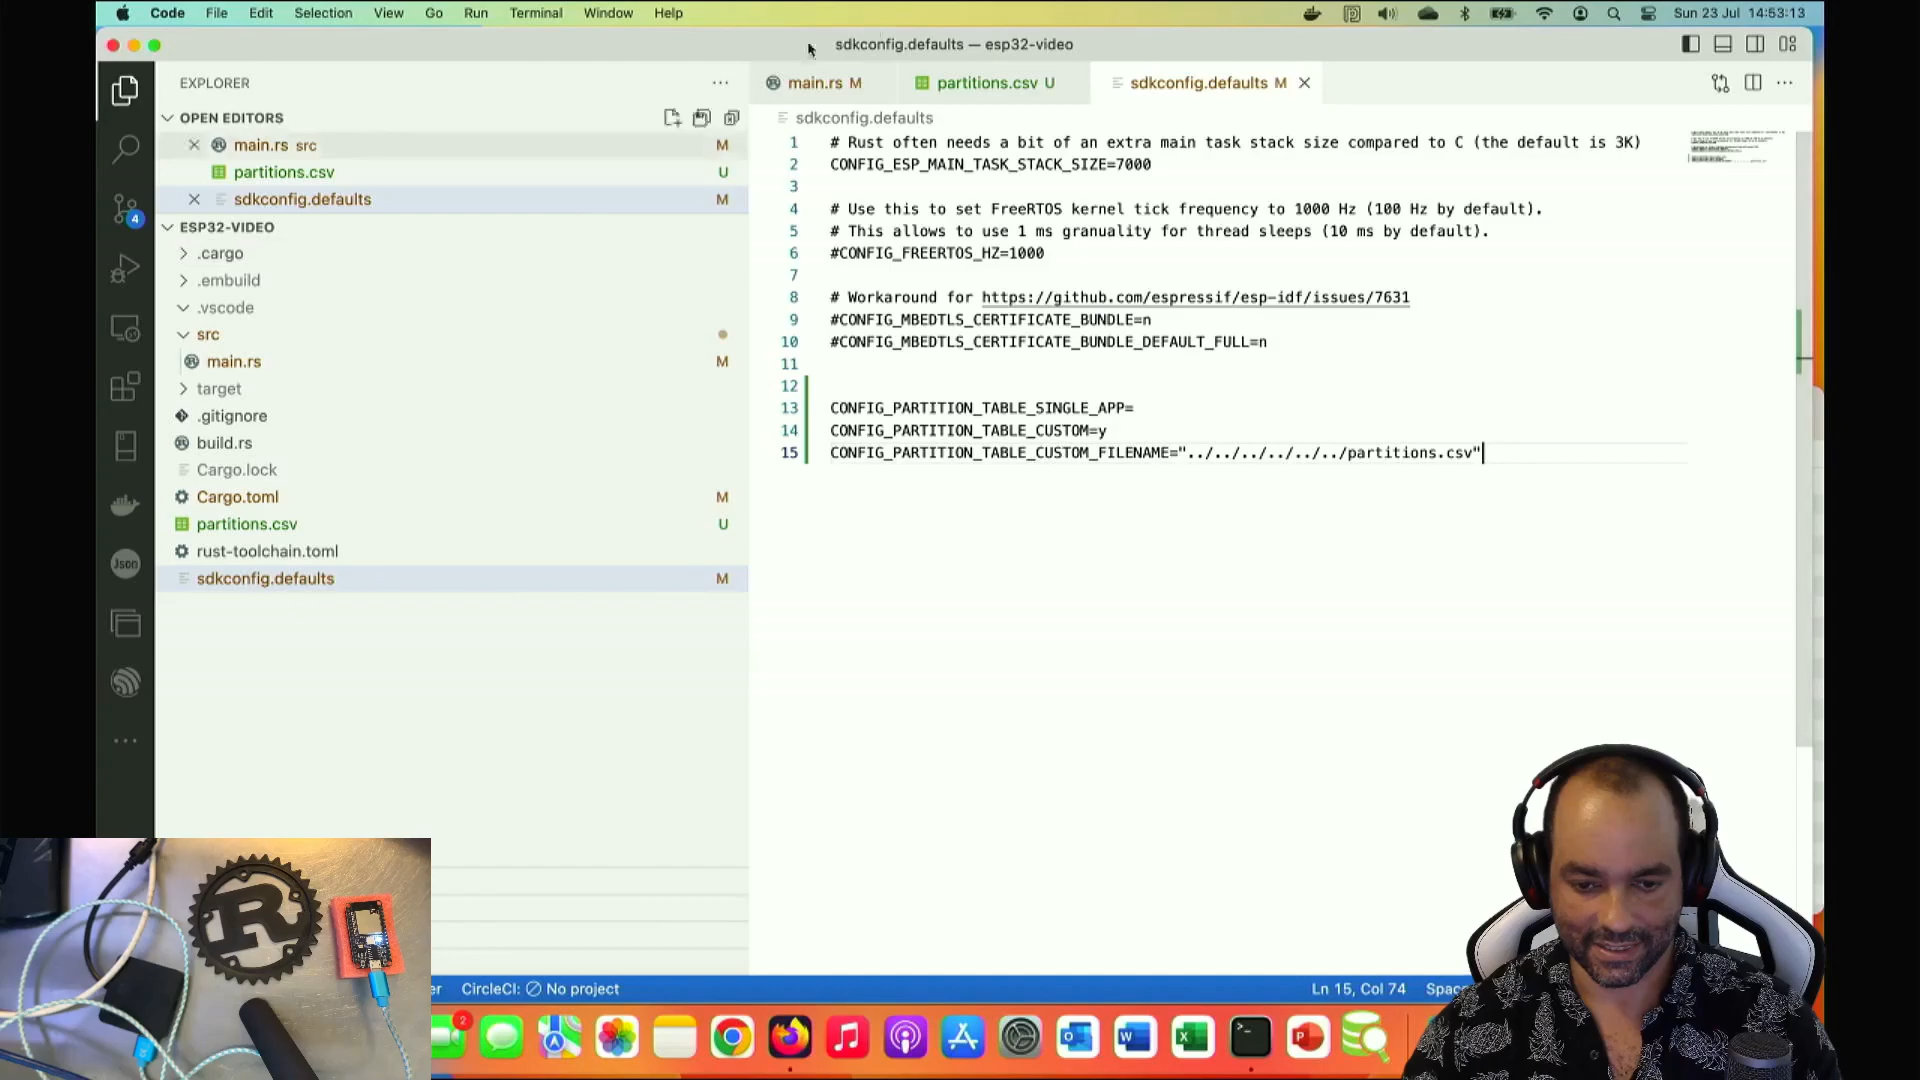 Code File Edit Selection View Go Run Terminal Window Help
Sun 23 Jul 14:53:13
sdkconfig.defaults — esp32-video
EXPLORER
OPEN EDITORS
main.rs src M
partitions.csv U
sdkconfig.defaults M
4
ESP32-VIDEO
.cargo
.embuild
.vscode
src
main.rs M
target
.gitignore
build.rs
Cargo.lock
Cargo.toml M
partitions.csv U
rust-toolchain.toml
sdkconfig.defaults M
Json
main.rs M
partitions.csv U
sdkconfig.defaults M
sdkconfig.defaults
1 # Rust often needs a bit of an extra main task stack size compared to C (the default is 3K)
2 CONFIG_ESP_MAIN_TASK_STACK_SIZE=7000
3
4 # Use this to set FreeRTOS kernel tick frequency to 1000 Hz (100 Hz by default).
5 # This allows to use 1 ms granuality for thread sleeps (10 ms by default).
6 #CONFIG_FREERTOS_HZ=1000
7
8 # Workaround for https://github.com/espressif/esp-idf/issues/7631
9 #CONFIG_MBEDTLS_CERTIFICATE_BUNDLE=n
10 #CONFIG_MBEDTLS_CERTIFICATE_BUNDLE_DEFAULT_FULL=n
11
12
13 CONFIG_PARTITION_TABLE_SINGLE_APP=
14 CONFIG_PARTITION_TABLE_CUSTOM=y
15 CONFIG_PARTITION_TABLE_CUSTOM_FILENAME="../../../../../../partitions.csv"
R
er CircleCI: No project
Ln 15, Col 74
2